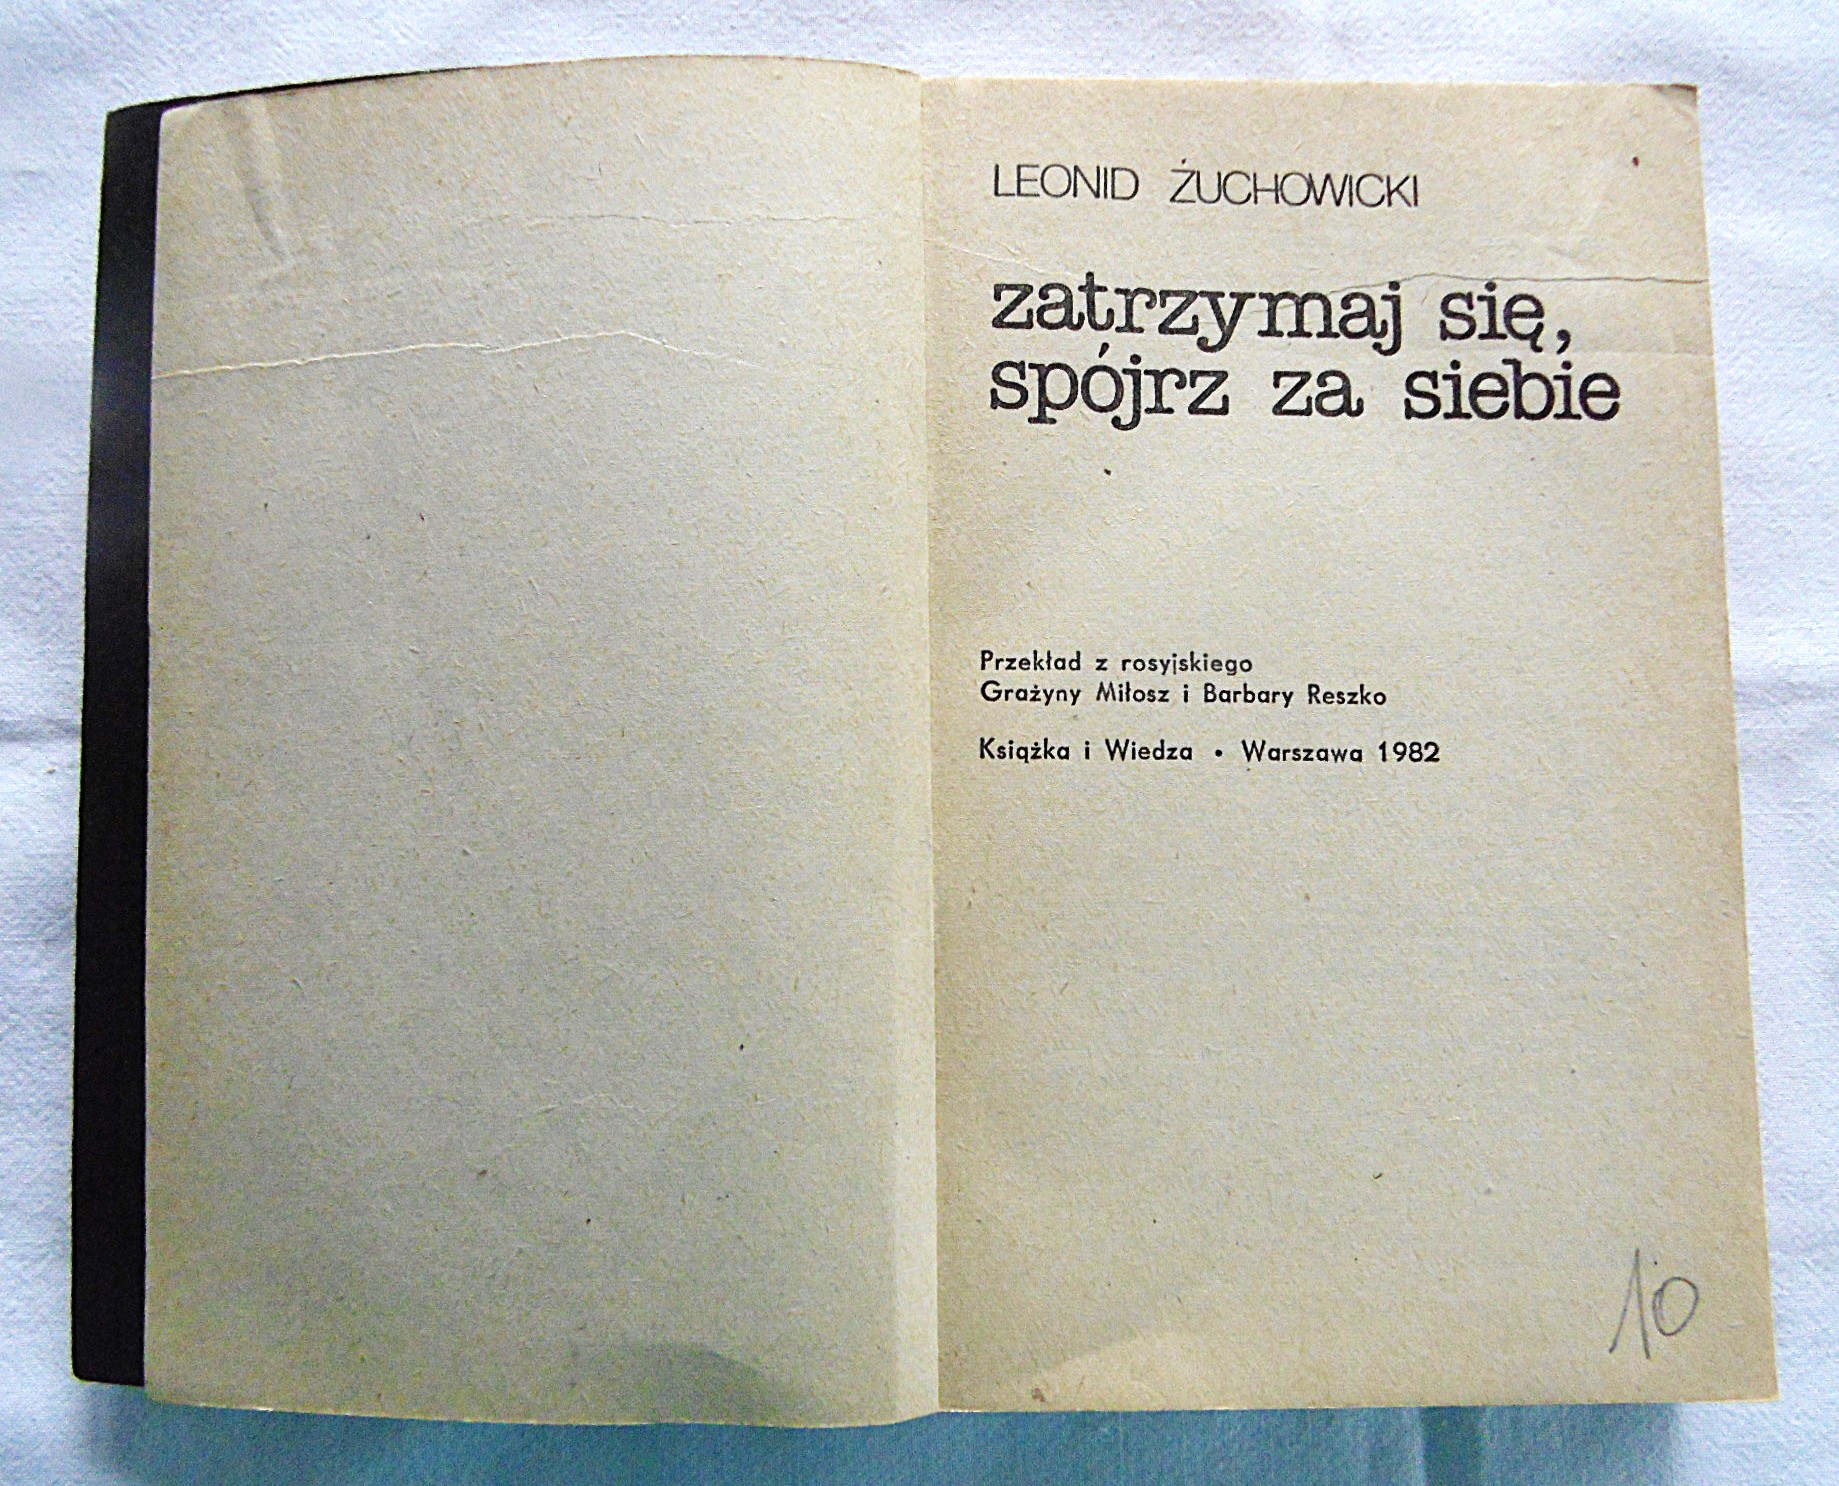 LEONID ŻUCHOWICKI
zatrzymaj się,
spójrz za siebie
Przekład z rosyjskiego
Grażyny Miłosz i Barbary Reszko
Książka i Wiedza • Warszawa 1982
10